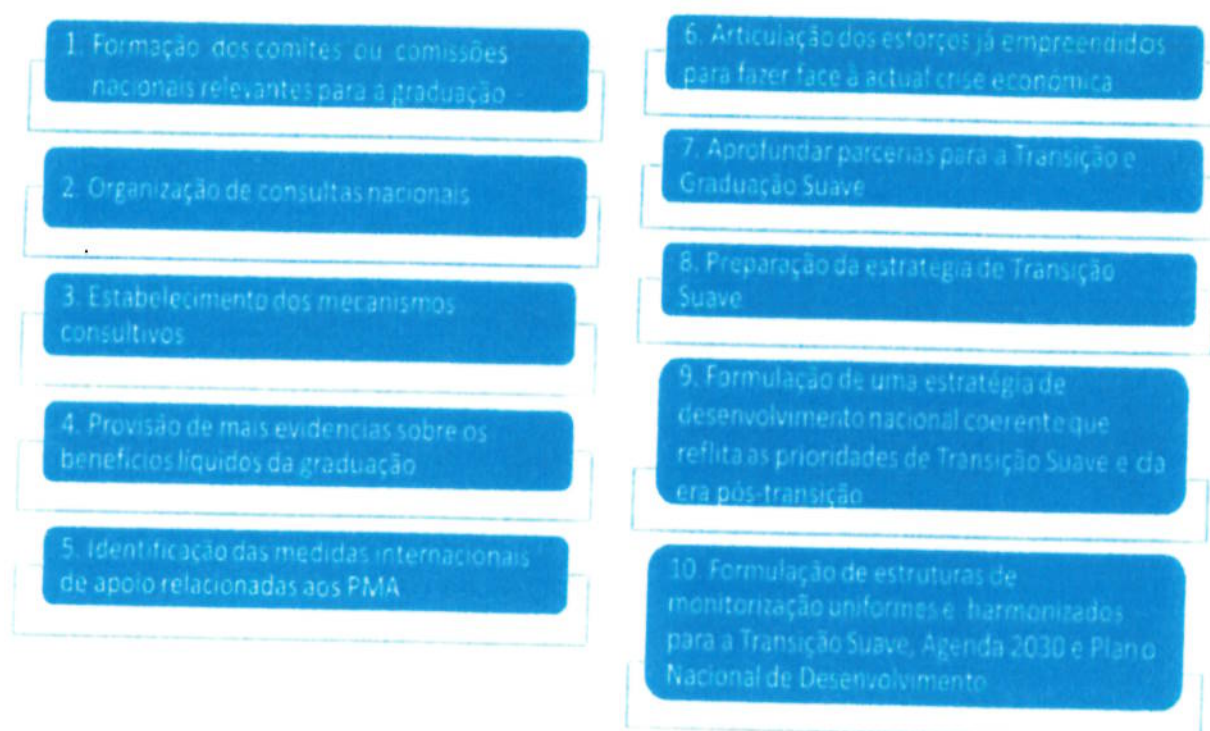 1. Formação dos comites ou comissões
nacionais relevantes para a graduação
2. Organização de consultas nacionais
3. Estabelecimento dos mecanismos
consultivos
4. Provisão de mais evidencias sobre os
benefícios líquidos da graduação
5. Identificação das medidas internacionais
de apoio relacionadas aos PMA
6. Articulação dos esforços já empreendidos
para fazer face à actual crise económica
7. Aprofundar parcerias para a Transição e
Graduação Suave
8. Preparação da estrategia de Transição
Suave
9. Formulação de uma estratégia de
desenvolvimento nacional coerente que
reflita as prioridades de Transição Suave e da
era pós-transição
10. Formulação de estruturas de
monitorização uniformes e harmonizados
para a Transição Suave, Agenda 2030 e Plano
Nacional de Desenvolvimento